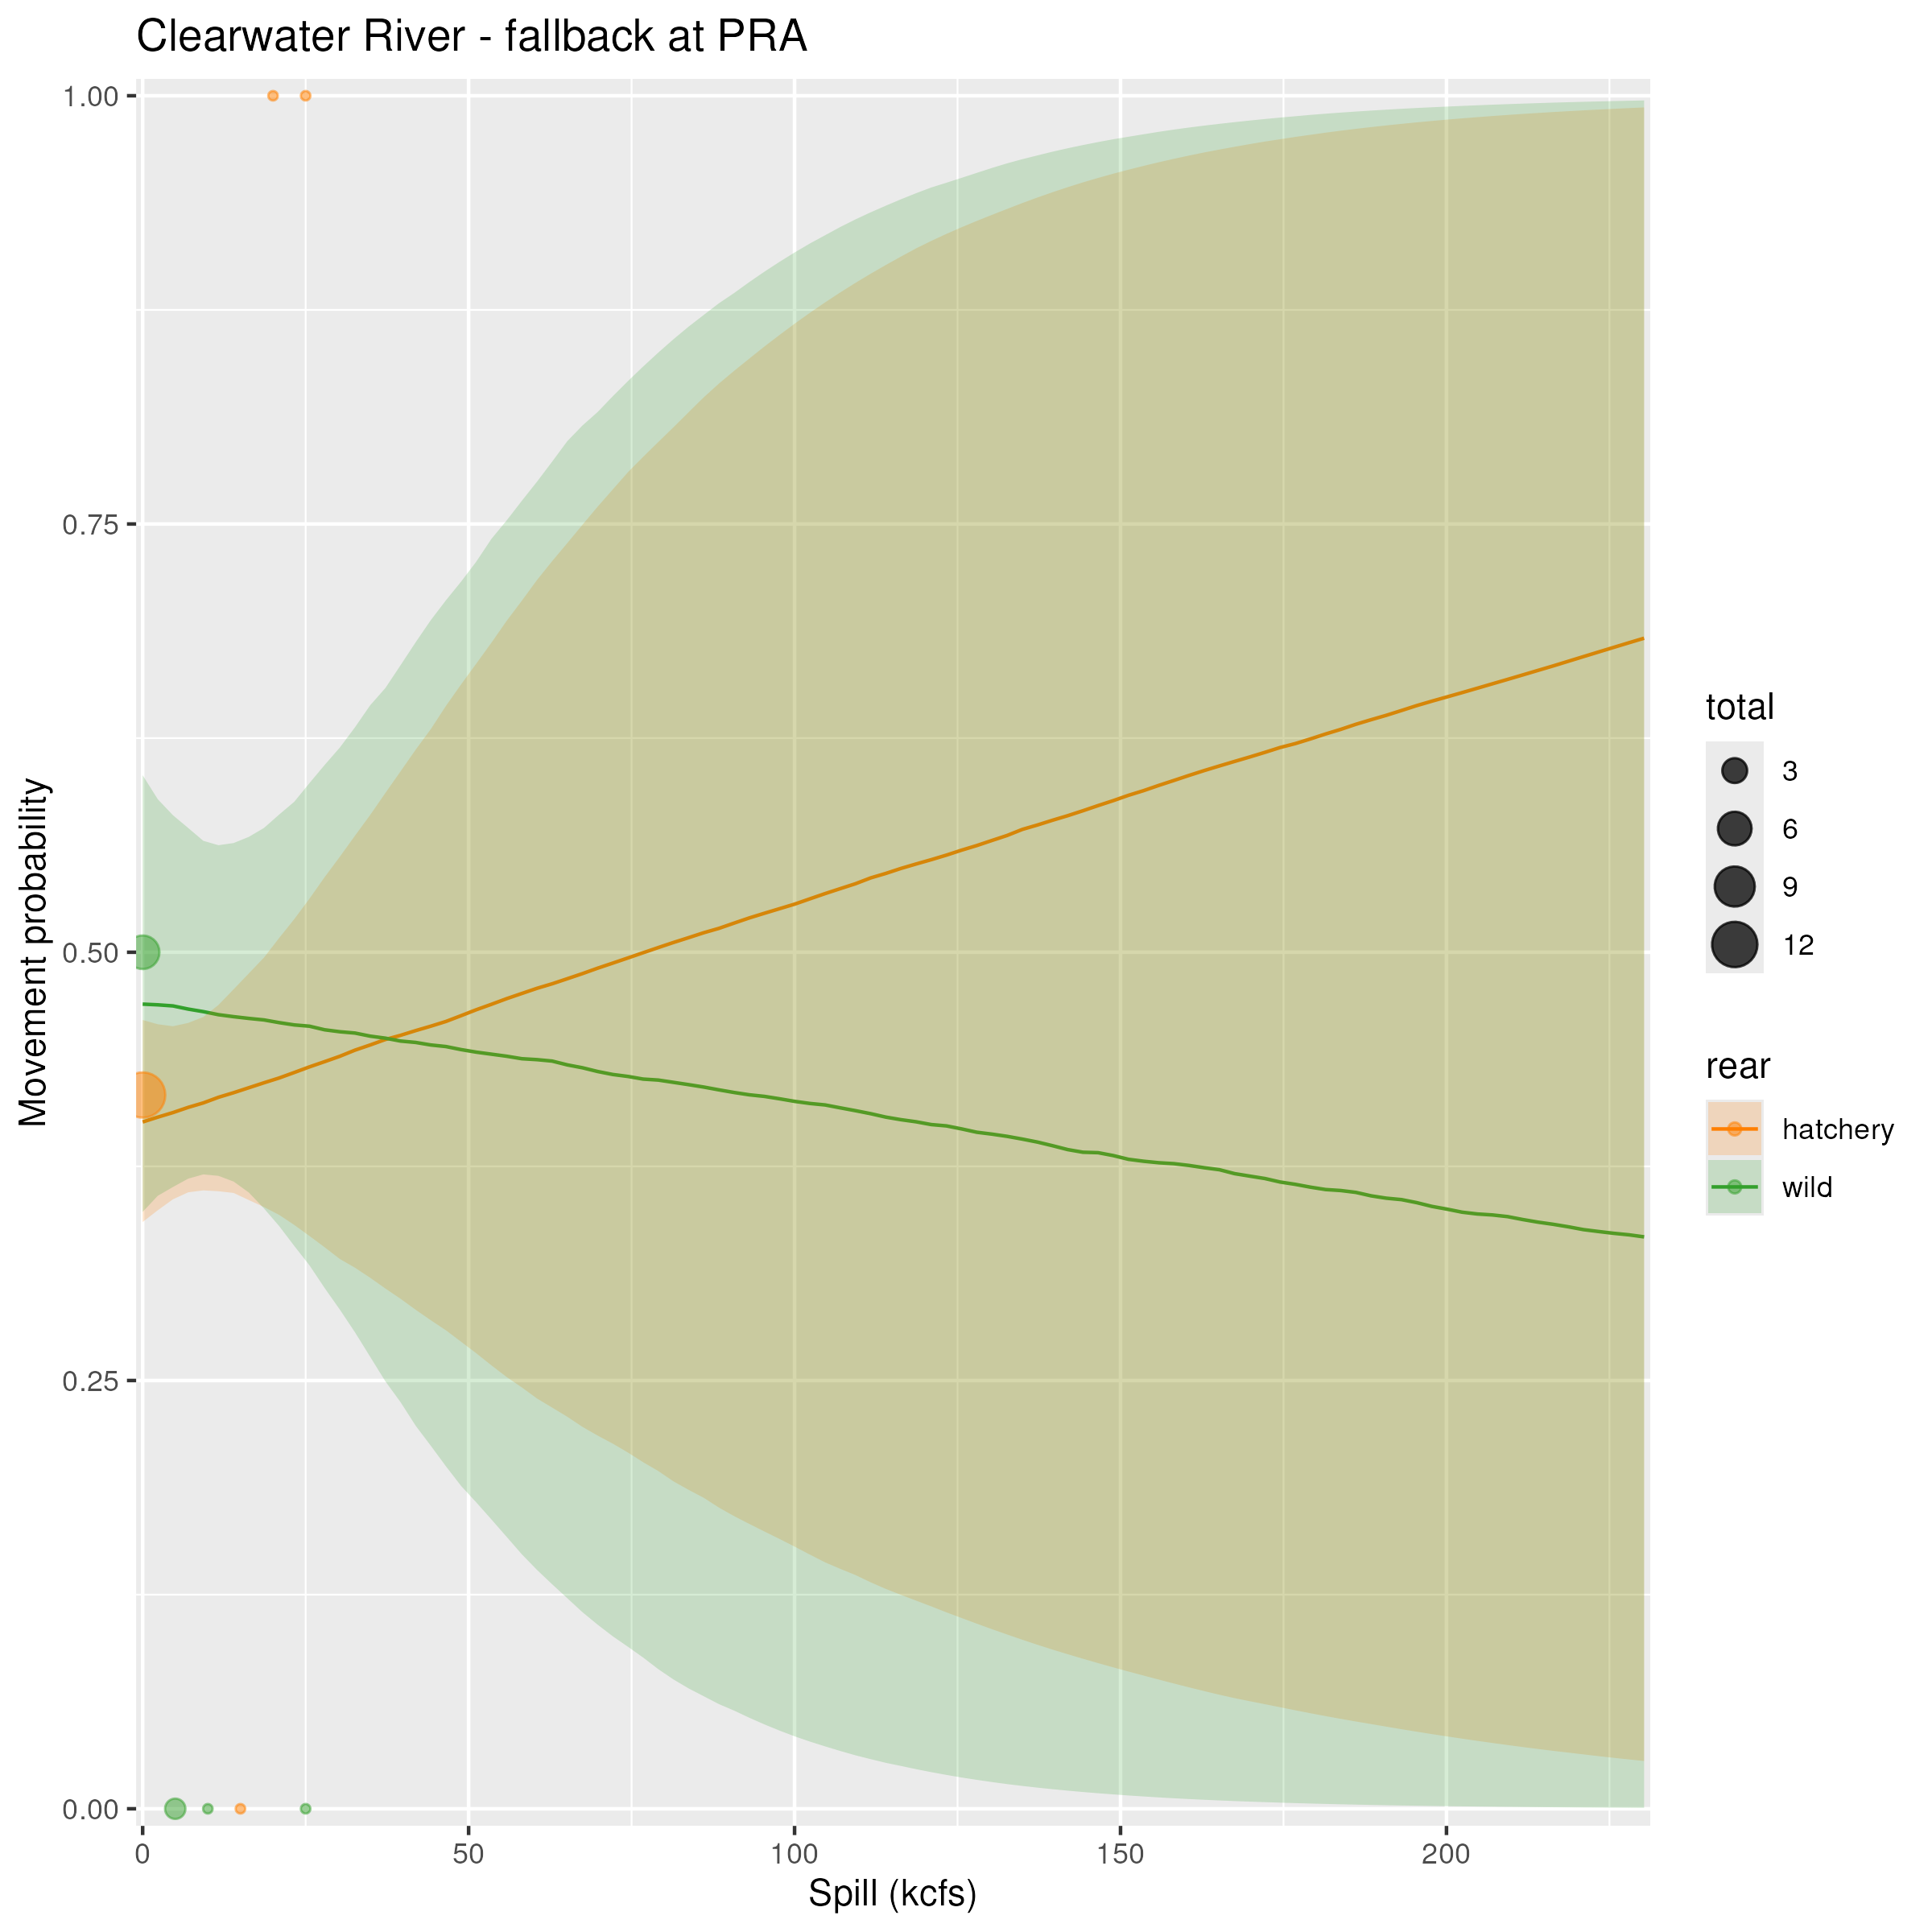 Clearwater River - fallback at PRA
Movement probability
1.00
0.75
0.50
0.25
0.00
0
50
100
150
200
Spill (kcfs)
total
3
6
9
12
rear
hatchery
wild